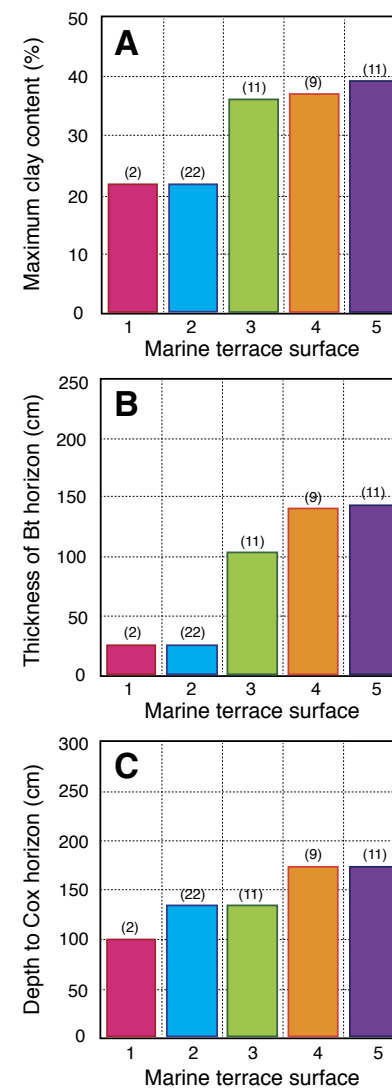 A
Maximum clay content (%)
50
40
30
20
10
0
(2)
(22)
(11)
(9)
(11)
1 2 3 4 5
Marine terrace surface
B
Thickness of Bt horizon (cm)
250
200
150
100
50
0
(2)
(22)
(11)
(9)
(11)
1 2 3 4 5
Marine terrace surface
C
Depth to Cox horizon (cm)
300
250
200
150
100
50
0
(2)
(22)
(11)
(9)
(11)
1 2 3 4 5
Marine terrace surface